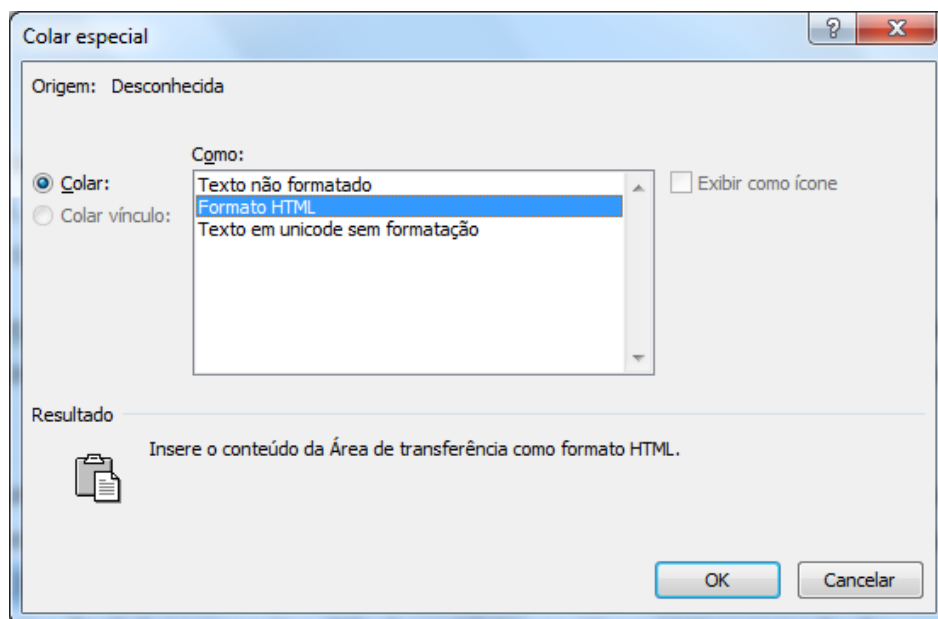 Colar especial
Origem: Desconhecida
Como:
Colar:
Colar vínculo:
Texto não formatado
Formato HTML
Texto em unicode sem formatação
Exibir como ícone
Resultado
Insere o conteúdo da Área de transferência como formato HTML.
OK
Cancelar